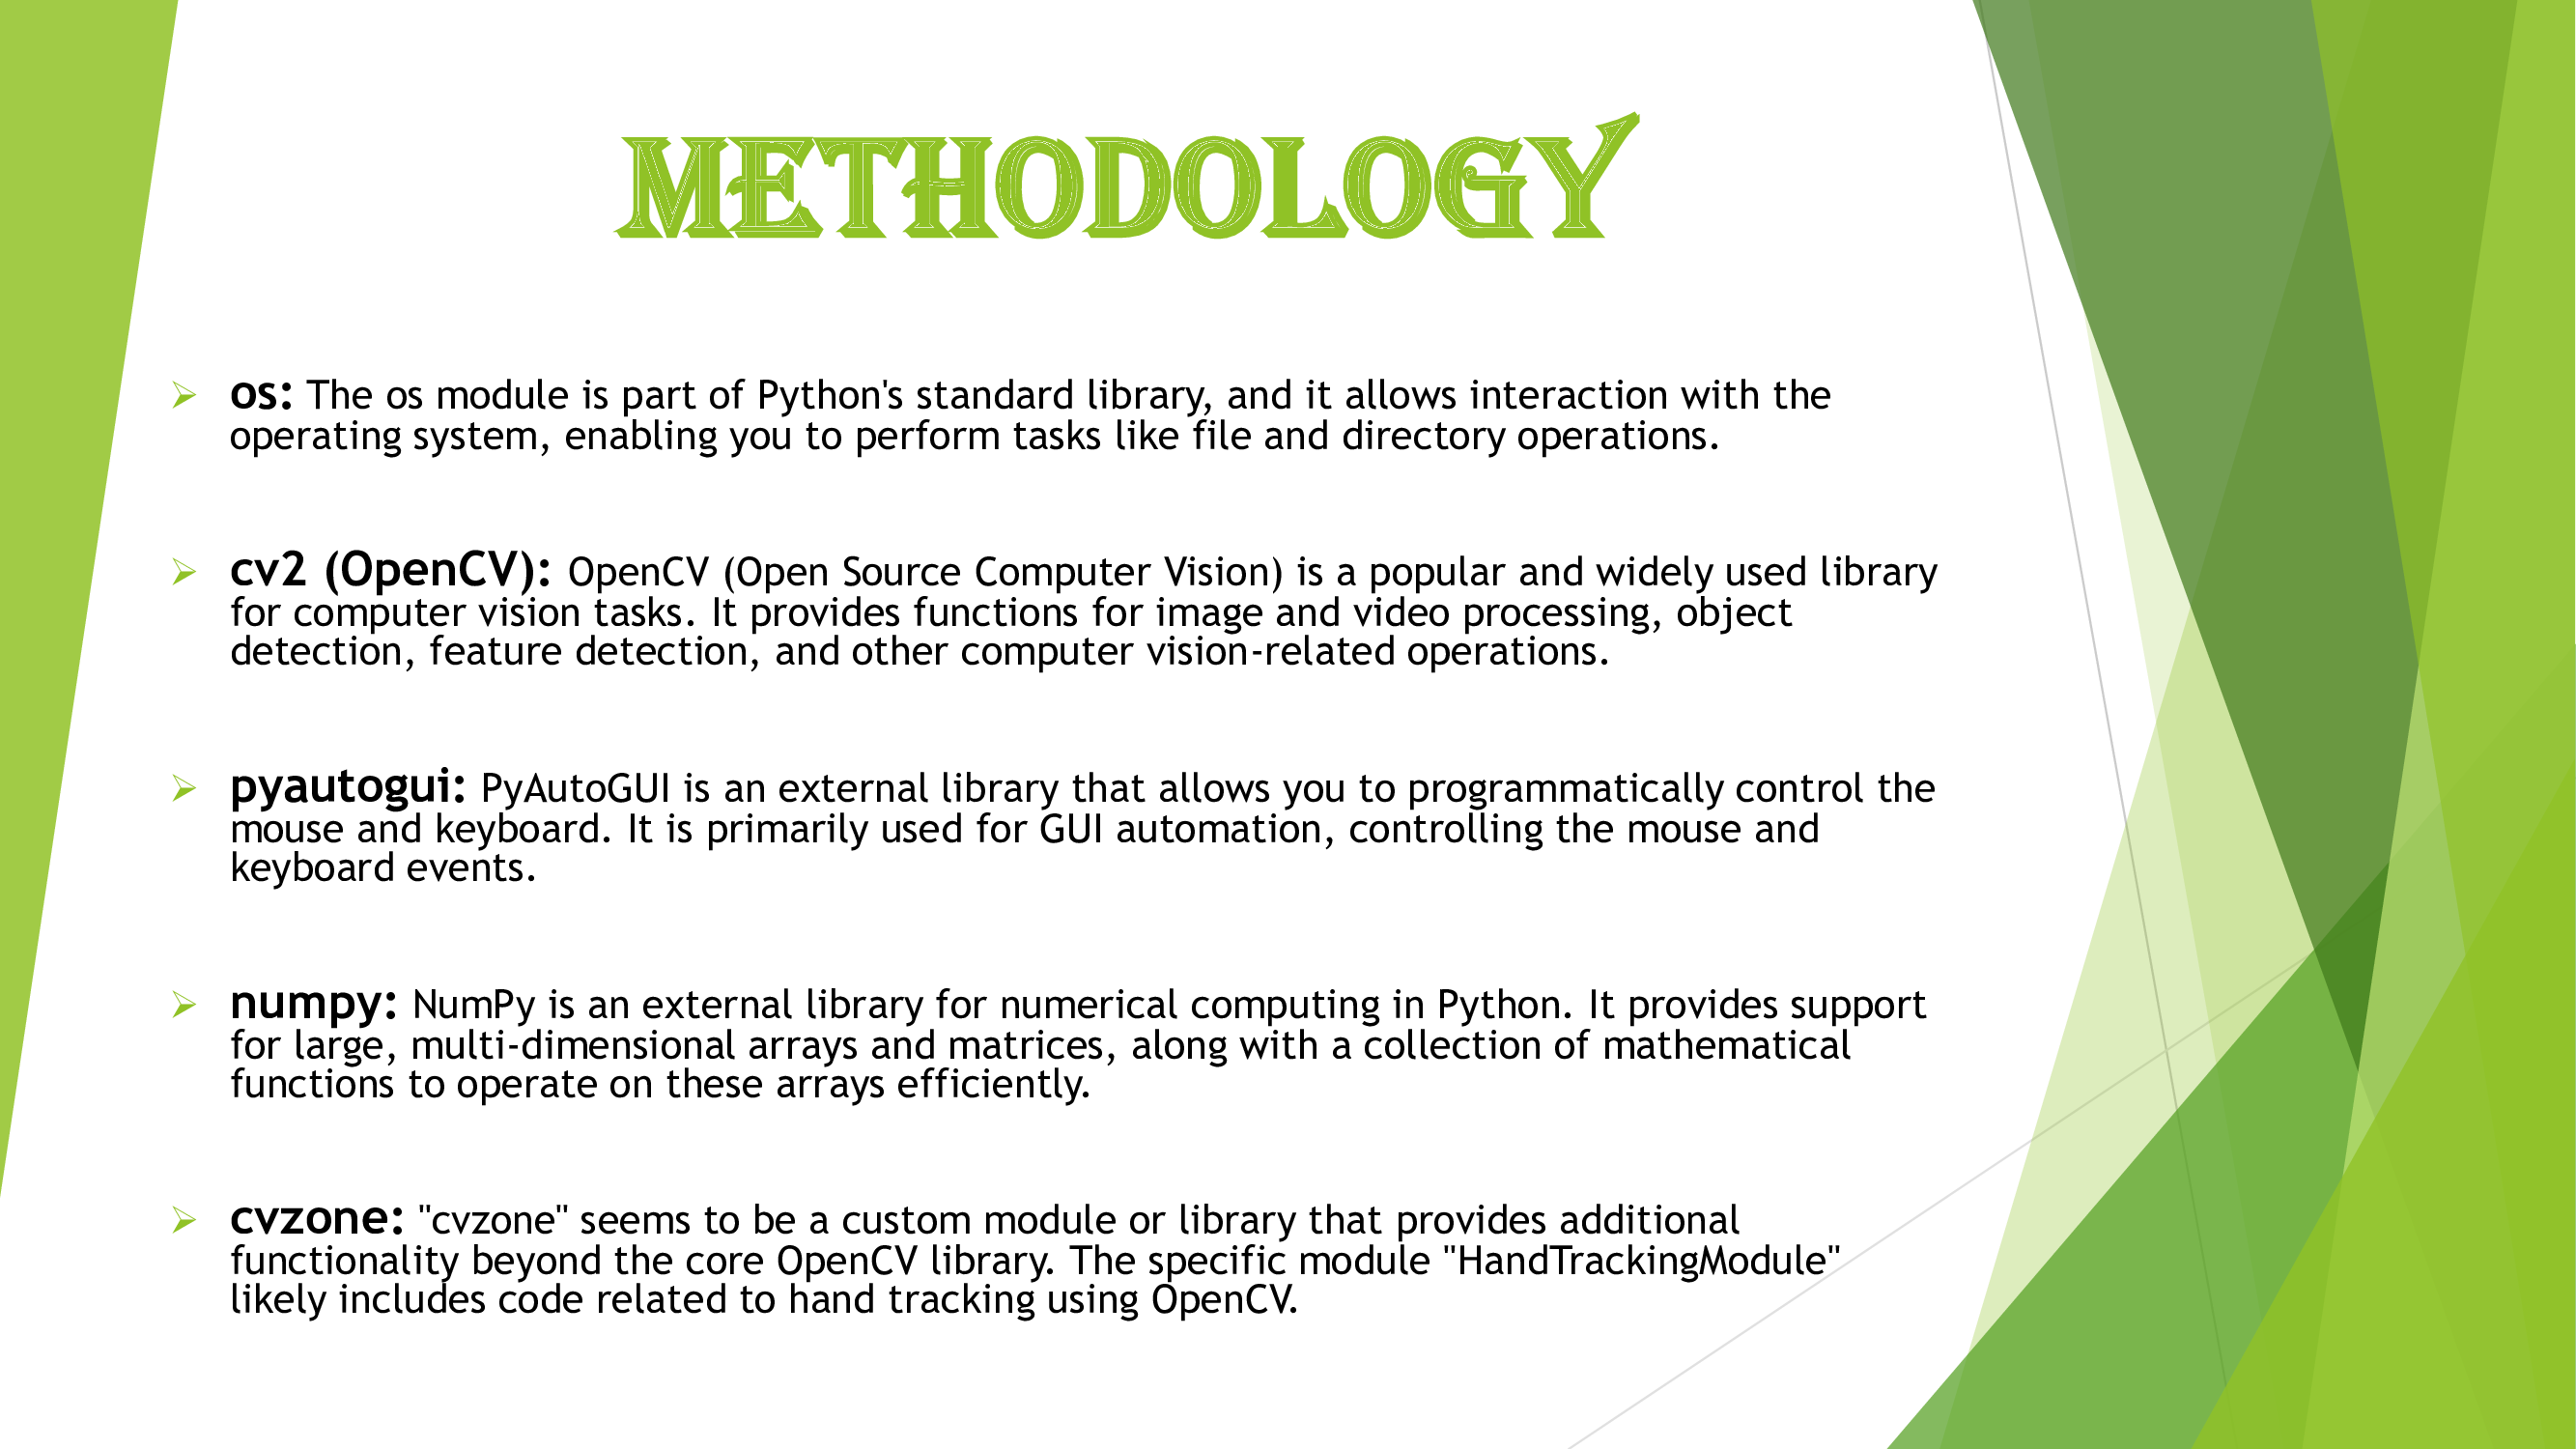 METHODOLOGY
os: The os module is part of Python's standard library, and it allows interaction with the
operating system, enabling you to perform tasks like file and directory operations.
cv2 (OpenCV): OpenCV (Open Source Computer Vision) is a popular and widely used library
for computer vision tasks. It provides functions for image and video processing, object
detection, feature detection, and other computer vision-related operations.
pyautogui: PyAutoGUI is an external library that allows you to programmatically control the
mouse and keyboard. It is primarily used for GUI automation, controlling the mouse and
keyboard events.
numpy: NumPy is an external library for numerical computing in Python. It provides support
for large, multi-dimensional arrays and matrices, along with a collection of mathematical
functions to operate on these arrays efficiently.
cvzone: "cvzone" seems to be a custom module or library that provides additional
functionality beyond the core OpenCV library. The specific module "HandTrackingModule"
likely includes code related to hand tracking using OpenCV.